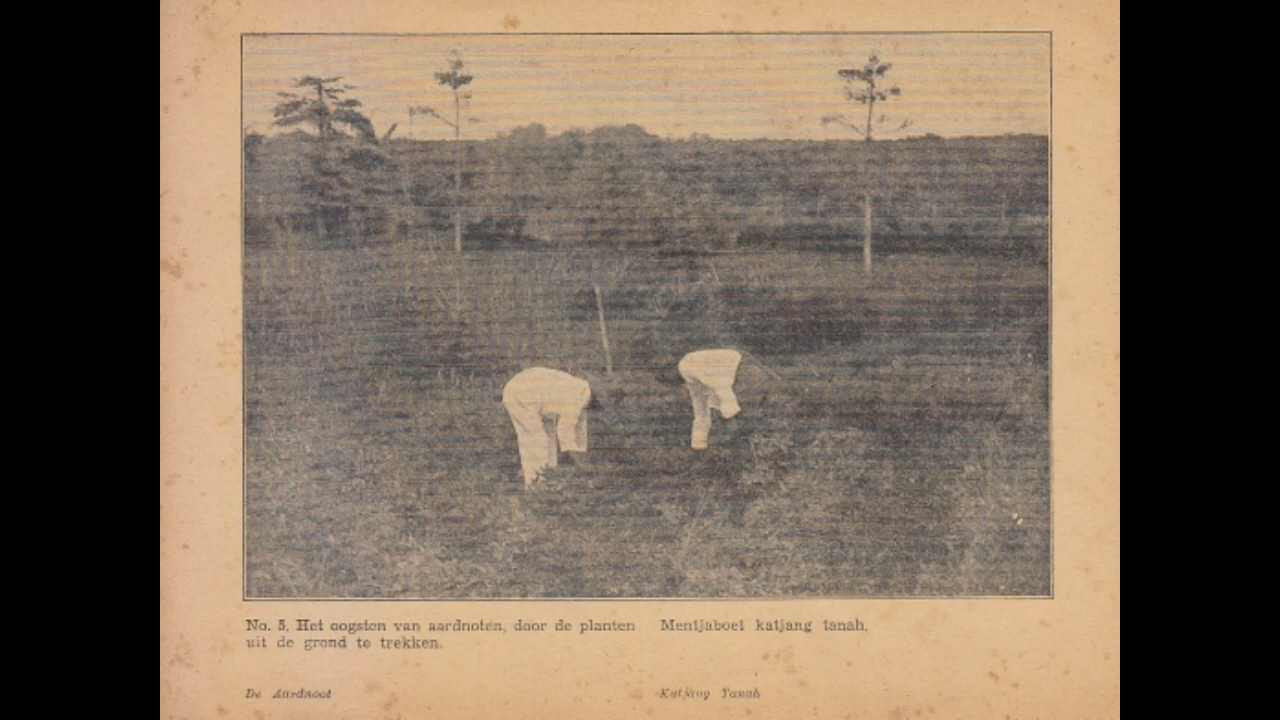 No. 5. Het oogsten van aardnoten, door de planten
uit de grond te trekken.
Mentjaboet katjang tanah.
De Aardnoot
Katjang Tanah